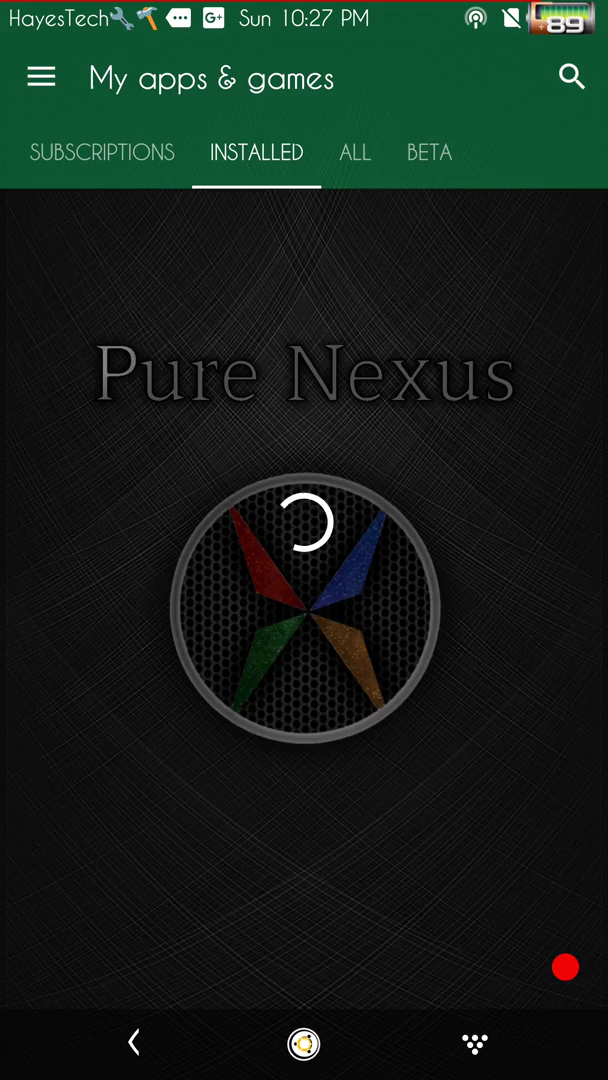 HayesTech🔧🔨 G+ Sun 10:27 PM 89
My apps & games
SUBSCRIPTIONS INSTALLED ALL BETA
Pure Nexus